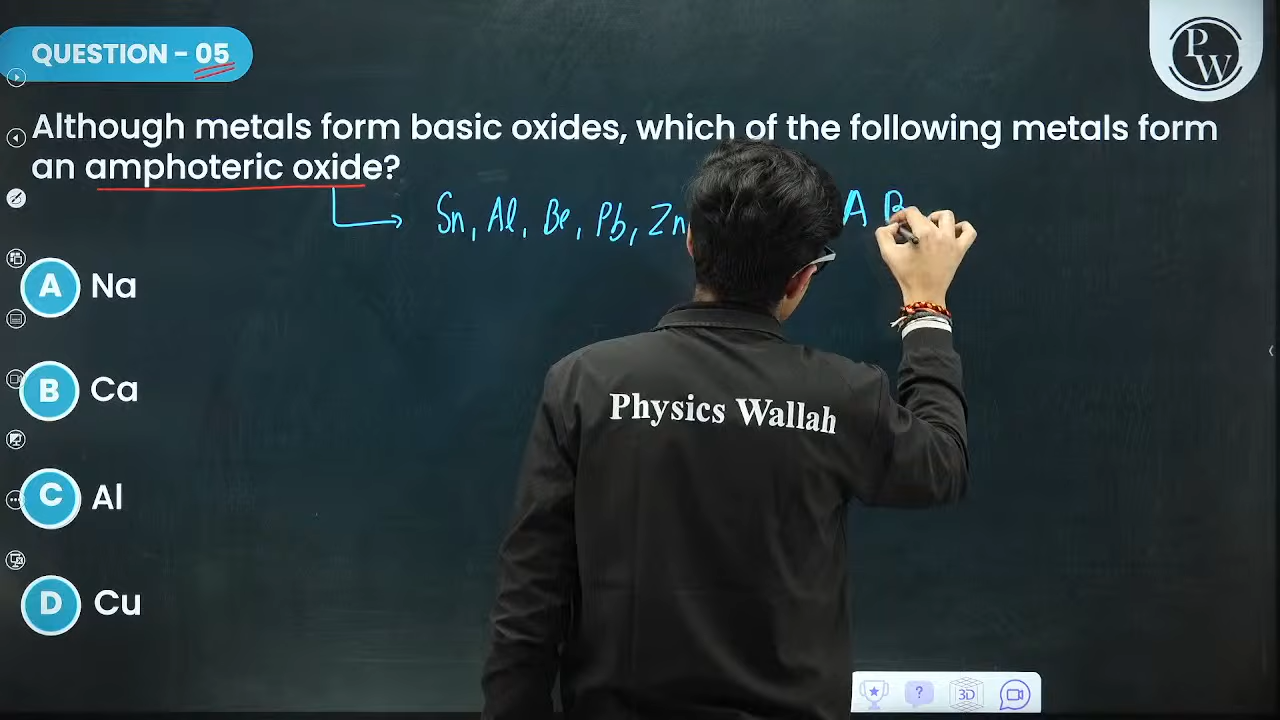 QUESTION - 05
P
W
Although metals form basic oxides, which of the following metals form
an amphoteric oxide?
Sn, Al, Be, Pb, Zn A B
A Na
B Ca
C Al
D Cu
Physics Wallah
? 3D